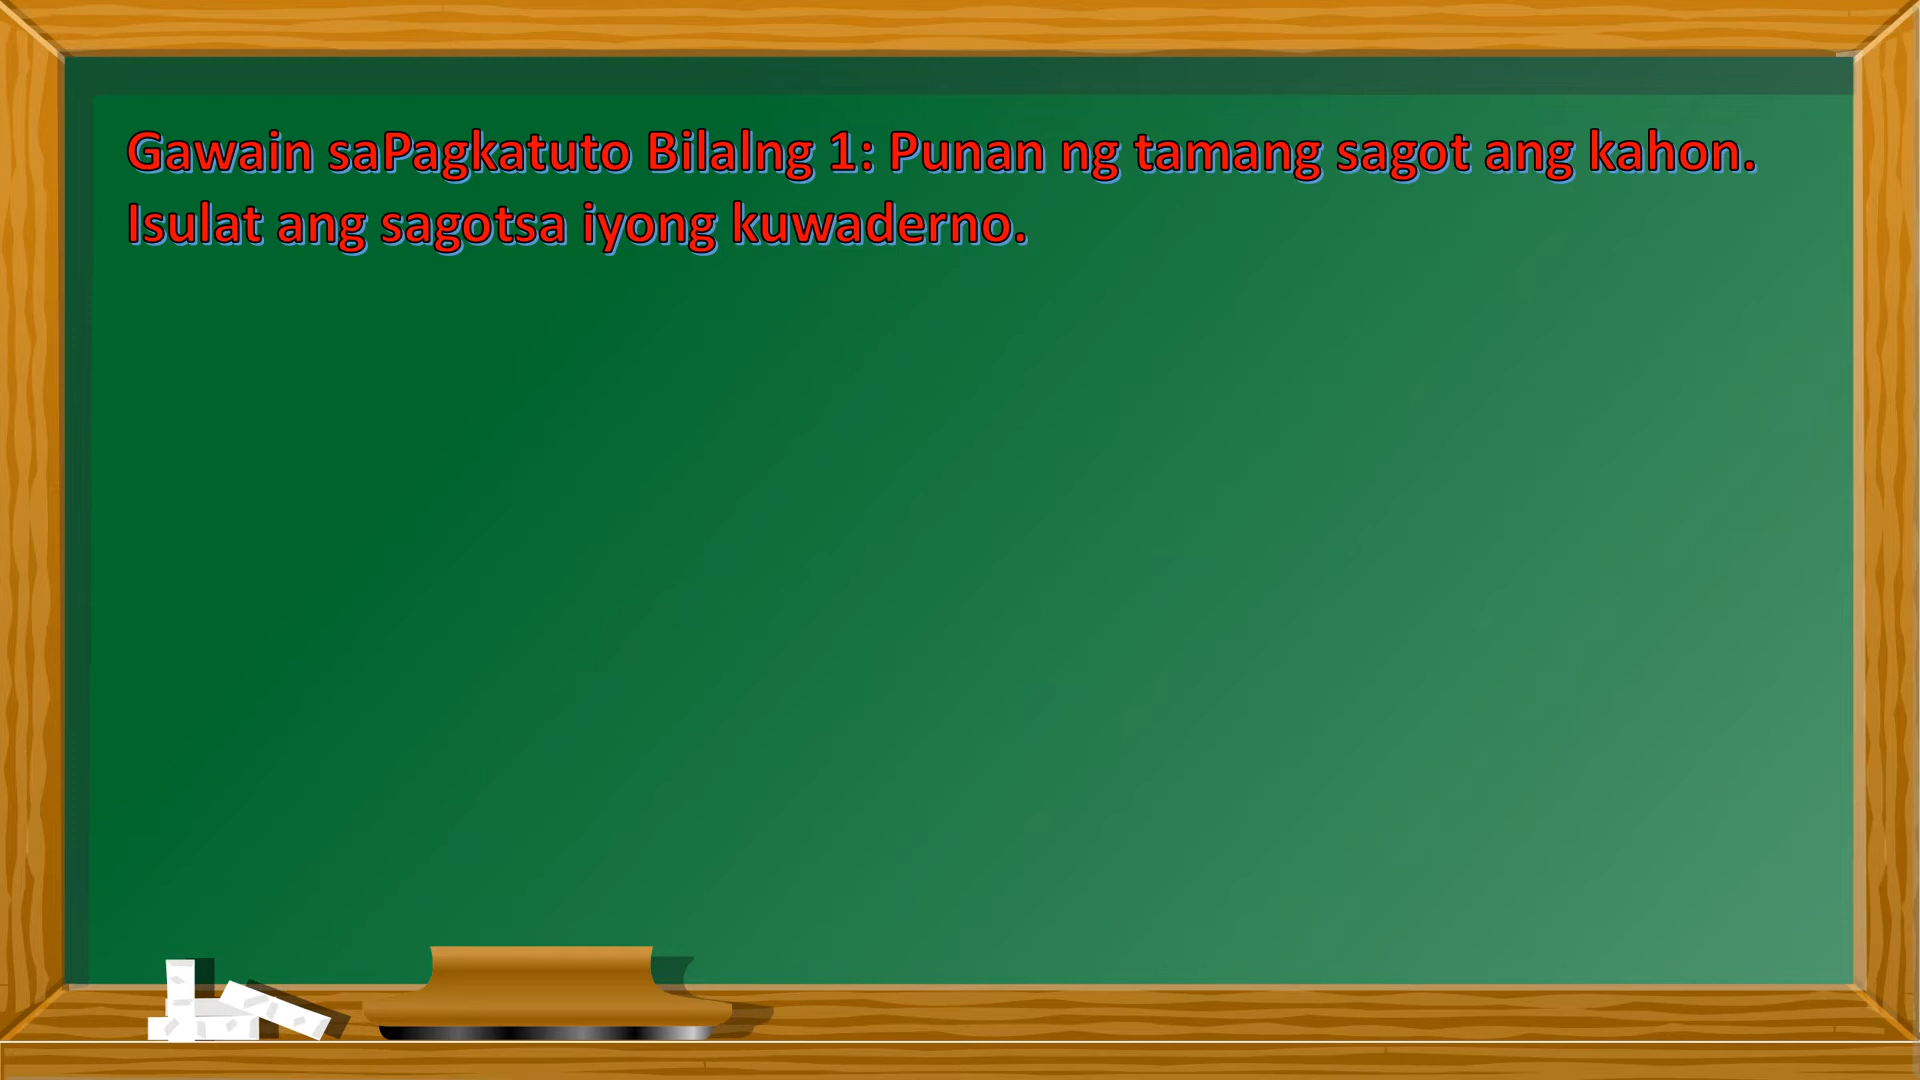 Gawain saPagkatuto Bilalng 1: Punan ng tamang sagot ang kahon.
Isulat ang sagotsa iyong kuwaderno.